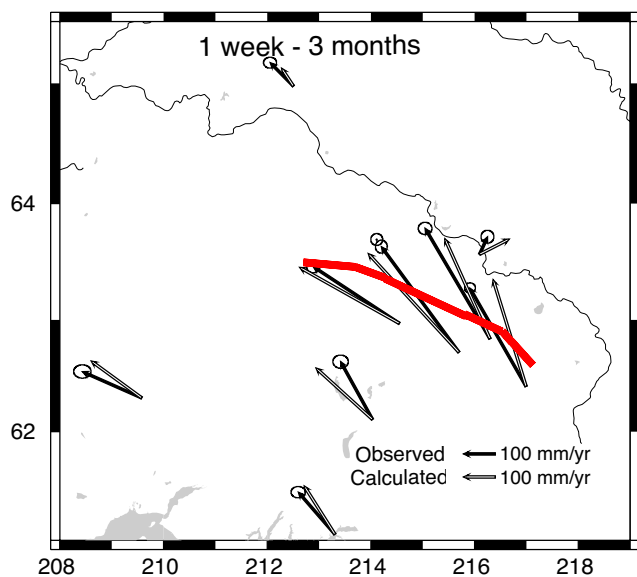 1 week - 3 months
64
62
Observed 100 mm/yr
Calculated 100 mm/yr
208 210 212 214 216 218